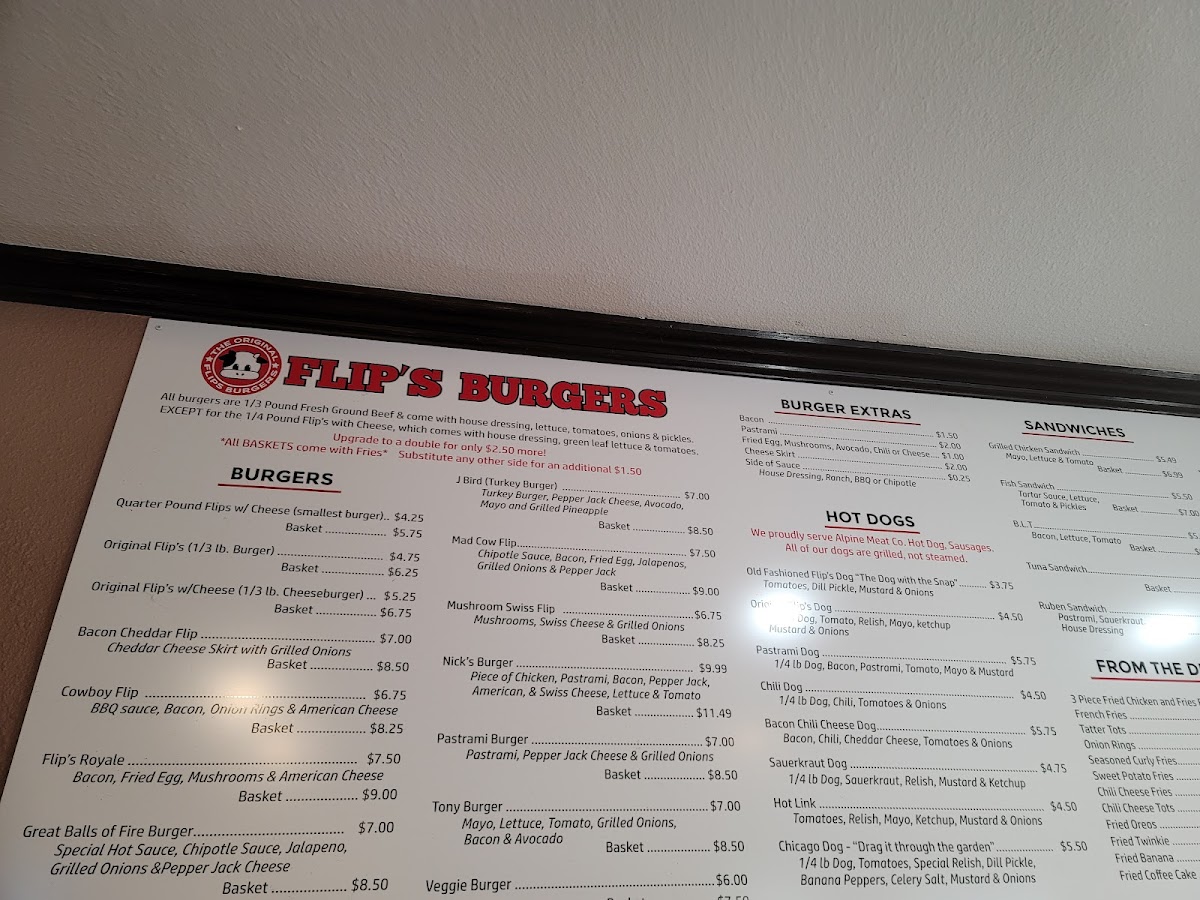 THE ORIGINAL
FLIPS BURGERS
FLIP'S BURGERS
All burgers are 1/3 Pound Fresh Ground Beef & come with house dressing, lettuce, tomatoes, onions & pickles.
EXCEPT for the 1/4 Pound Flip's with Cheese, which comes with house dressing, green leaf lettuce & tomatoes.
Upgrade to a double for only $2.50 more!
*All BASKETS come with Fries* Substitute any other side for an additional $1.50
BURGERS
Quarter Pound Flips w/ Cheese (smallest burger).. $4.25
Basket ................... $5.75
Original Flip's (1/3 lb. Burger) ........................... $4.75
Basket ................... $6.25
Original Flip's w/Cheese (1/3 lb. Cheeseburger) ... $5.25
Basket ................... $6.75
Bacon Cheddar Flip ........................................... $7.00
Cheddar Cheese Skirt with Grilled Onions
Basket ................... $8.50
Cowboy Flip ..................................................... $6.75
BBQ sauce, Bacon, Onion Rings & American Cheese
Basket ................... $8.25
Flip's Royale ...................................................... $7.50
Bacon, Fried Egg, Mushrooms & American Cheese
Basket .................. $9.00
Great Balls of Fire Burger.................................... $7.00
Special Hot Sauce, Chipotle Sauce, Jalapeno,
Grilled Onions &Pepper Jack Cheese
Basket ................... $8.50
J Bird (Turkey Burger) ................................. $7.00
Turkey Burger, Pepper Jack Cheese, Avocado,
Mayo and Grilled Pineapple
Basket ................... $8.50
Mad Cow Flip................................................ $7.50
Chipotle Sauce, Bacon, Fried Egg, Jalapenos,
Grilled Onions & Pepper Jack
Basket ................... $9.00
Mushroom Swiss Flip .................................$6.75
Mushrooms, Swiss Cheese & Grilled Onions
Basket ................... $8.25
Nick's Burger .............................................. $9.99
Piece of Chicken, Pastrami, Bacon, Pepper Jack,
American, & Swiss Cheese, Lettuce & Tomato
Basket ................... $11.49
Pastrami Burger ............................................ $7.00
Pastrami, Pepper Jack Cheese & Grilled Onions
Basket ................... $8.50
Tony Burger ..................................................$7.00
Mayo, Lettuce, Tomato, Grilled Onions,
Bacon & Avocado
Basket ................... $8.50
Veggie Burger ................................................$6.00
BURGER EXTRAS
Bacon ................................................ $1.50
Pastrami ............................................. $2.00
Fried Egg, Mushrooms, Avocado, Chili or Cheese.... $1.00
Cheese Skirt ........................................ $2.00
Side of Sauce ....................................... $0.25
House Dressing, Ranch, BBQ or Chipotle
HOT DOGS
We proudly serve Alpine Meat Co. Hot Dog, Sausages.
All of our dogs are grilled, not steamed.
Old Fashioned Flip's Dog "The Dog with the Snap" .......... $3.75
Tomatoes, Dill Pickle, Mustard & Onions
Dog ................................................ $4.50
Dog, Tomato, Relish, Mayo, ketchup
Mustard & Onions
Pastrami Dog ................................................ $5.75
1/4 lb Dog, Bacon, Pastrami, Tomato, Mayo & Mustard
Chili Dog ...................................................... $4.50
1/4 lb Dog, Chili, Tomatoes & Onions
Bacon Chili Cheese Dog...................................... $5.75
Bacon, Chili, Cheddar Cheese, Tomatoes & Onions
Sauerkraut Dog ................................................ $4.75
1/4 lb Dog, Sauerkraut, Relish, Mustard & Ketchup
Hot Link ........................................................ $4.50
Tomatoes, Relish, Mayo, Ketchup, Mustard & Onions
Chicago Dog - "Drag it through the garden"................. $5.50
1/4 lb Dog, Tomatoes, Special Relish, Dill Pickle,
Banana Peppers, Celery Salt, Mustard & Onions
SANDWICHES
Grilled Chicken Sandwich ......................... $5.49
Mayo, Lettuce & Tomato
Basket ............... $6.99
Fish Sandwich ..................................... $5.50
Tartar Sauce, Lettuce,
Tomato & Pickles Basket ............... $7.00
B.L.T.................................................
Bacon, Lettuce, Tomato
Basket ...............
Tuna Sandwich.....................................
Basket ...............
Ruben Sandwich ...................................
Pastrami, Sauerkraut,
House Dressing
FROM THE
3 Piece Fried Chicken and Fries
French Fries ................
Tatter Tots ..................
Onion Rings ..................
Seasoned Curly Fries......
Sweet Potato Fries ........
Chili Cheese Fries ..........
Chili Cheese Tots ...........
Fried Oreos ..................
Fried Twinkie ...............
Fried Banana ................
Fried Coffee Cake